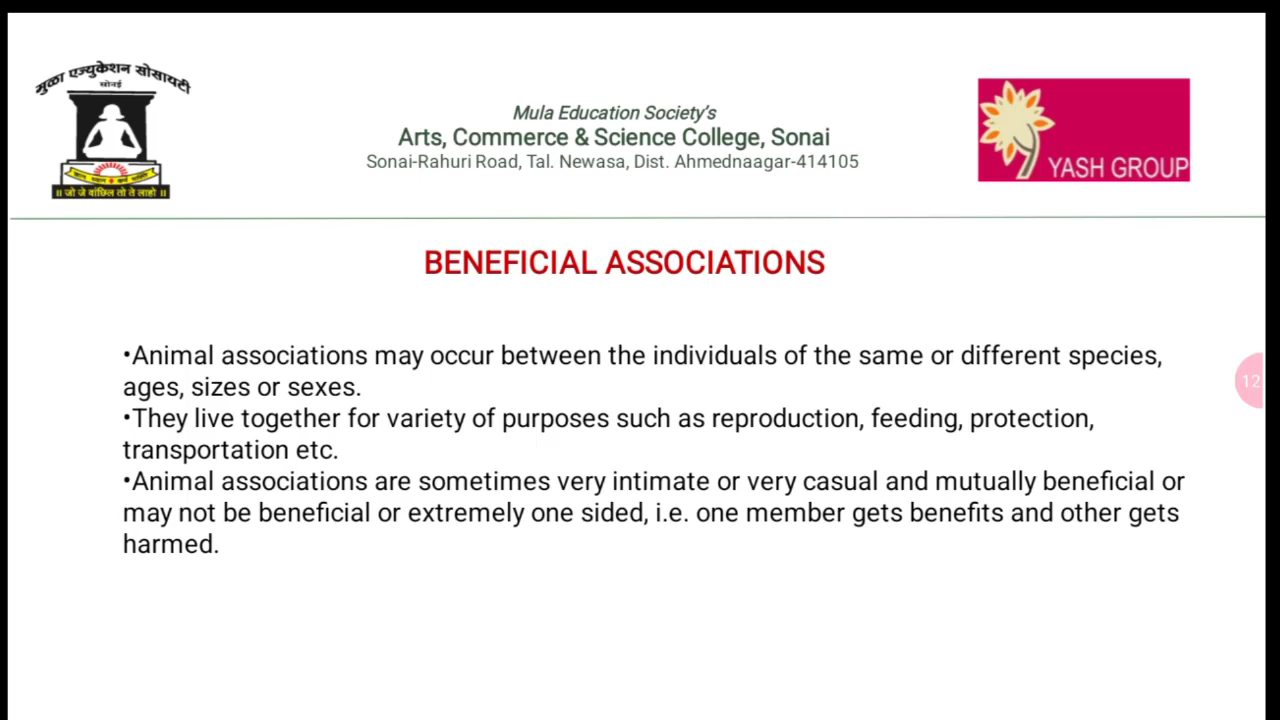 मुळा एज्युकेशन सोसायटी
सोनई
॥ जो जे वांछिल तो ते लाहो ॥
Mula Education Society's
Arts, Commerce & Science College, Sonai
Sonai-Rahuri Road, Tal. Newasa, Dist. Ahmednaagar-414105
YASH GROUP
BENEFICIAL ASSOCIATIONS
•Animal associations may occur between the individuals of the same or different species,
ages, sizes or sexes.
•They live together for variety of purposes such as reproduction, feeding, protection,
transportation etc.
•Animal associations are sometimes very intimate or very casual and mutually beneficial or
may not be beneficial or extremely one sided, i.e. one member gets benefits and other gets
harmed.
12